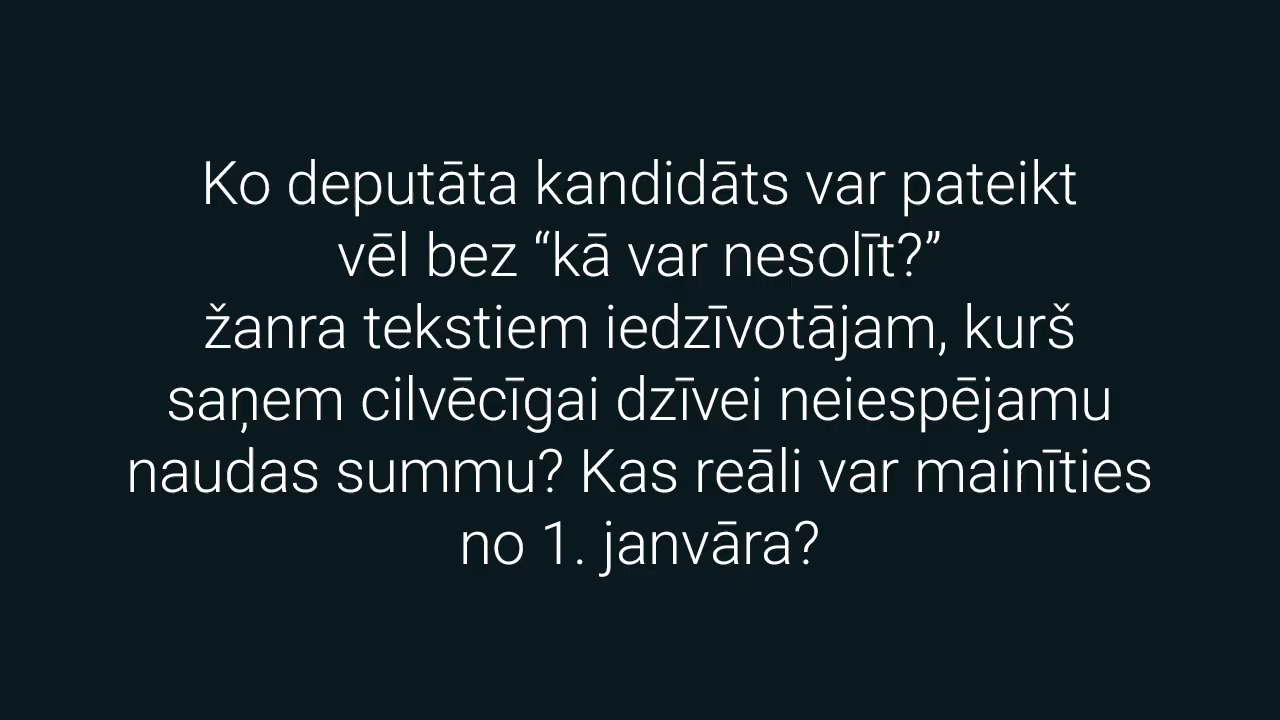 Ko deputāta kandidāts var pateikt
vēl bez “kā var nesolīt?”
žanra tekstiem iedzīvotājam, kurš
saņem cilvēcīgai dzīvei neiespējamu
naudas summu? Kas reāli var mainīties
no 1. janvāra?